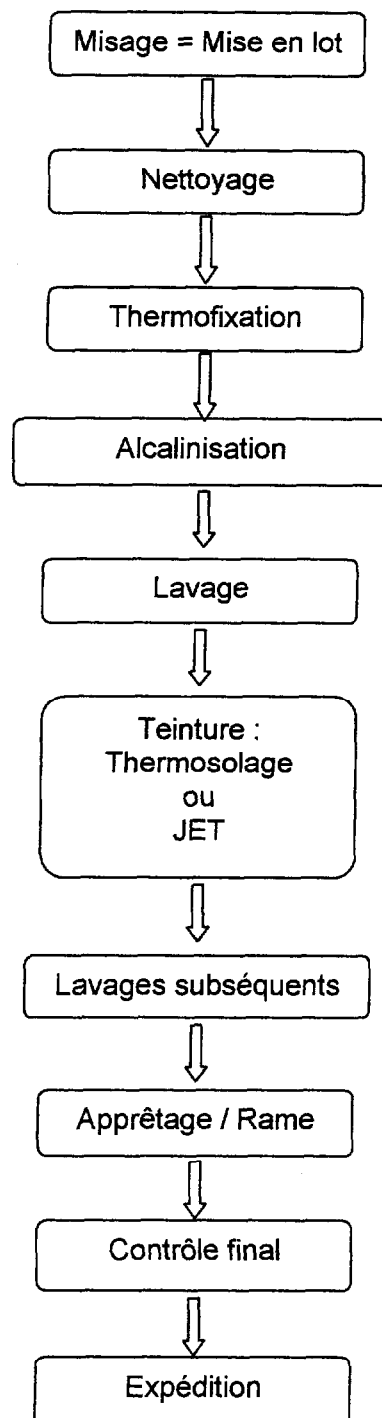 Misage = Mise en lot
Nettoyage
Thermofixation
Alcalinisation
Lavage
Teinture :
Thermosolage
ou
JET
Lavages subséquents
Apprêtage / Rame
Contrôle final
Expédition